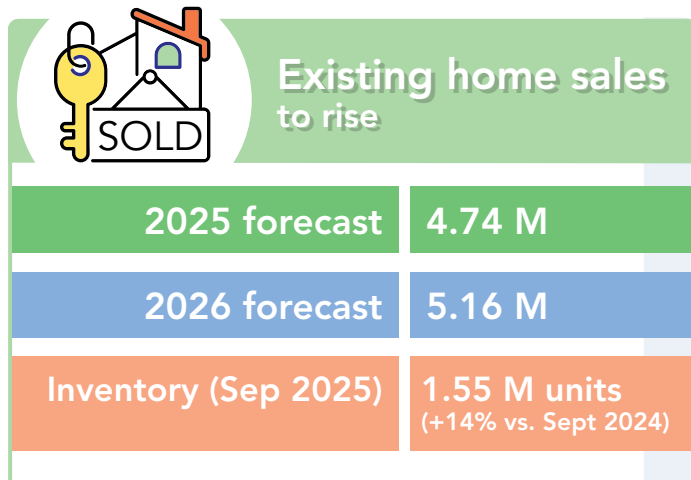 SOLD
Existing home sales
to rise
2025 forecast 4.74 M
2026 forecast 5.16 M
Inventory (Sep 2025) 1.55 M units
(+14% vs. Sept 2024)